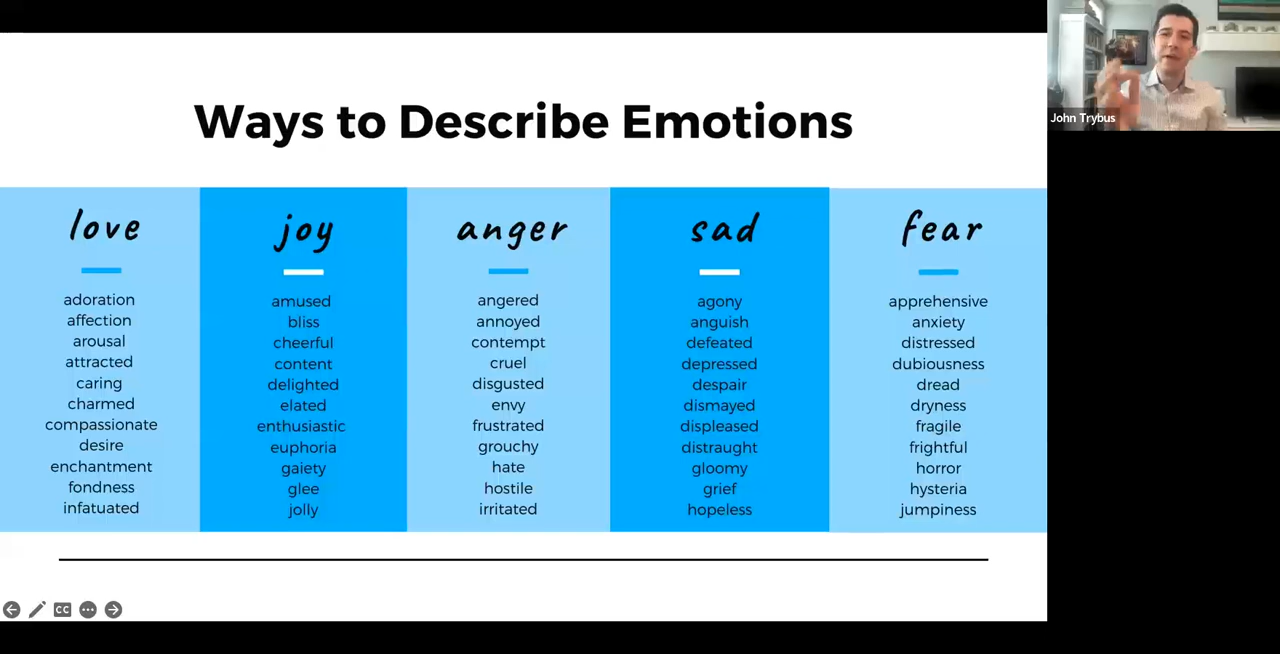 Ways to Describe Emotions
John Trybus
love
adoration
affection
arousal
attracted
caring
charmed
compassionate
desire
enchantment
fondness
infatuated
joy
amused
bliss
cheerful
content
delighted
elated
enthusiastic
euphoria
gaiety
glee
jolly
anger
angered
annoyed
contempt
cruel
disgusted
envy
frustrated
grouchy
hate
hostile
irritated
sad
agony
anguish
defeated
depressed
despair
dismayed
displeased
distraught
gloomy
grief
hopeless
fear
apprehensive
anxiety
distressed
dubiousness
dread
dryness
fragile
frightful
horror
hysteria
jumpiness
CC